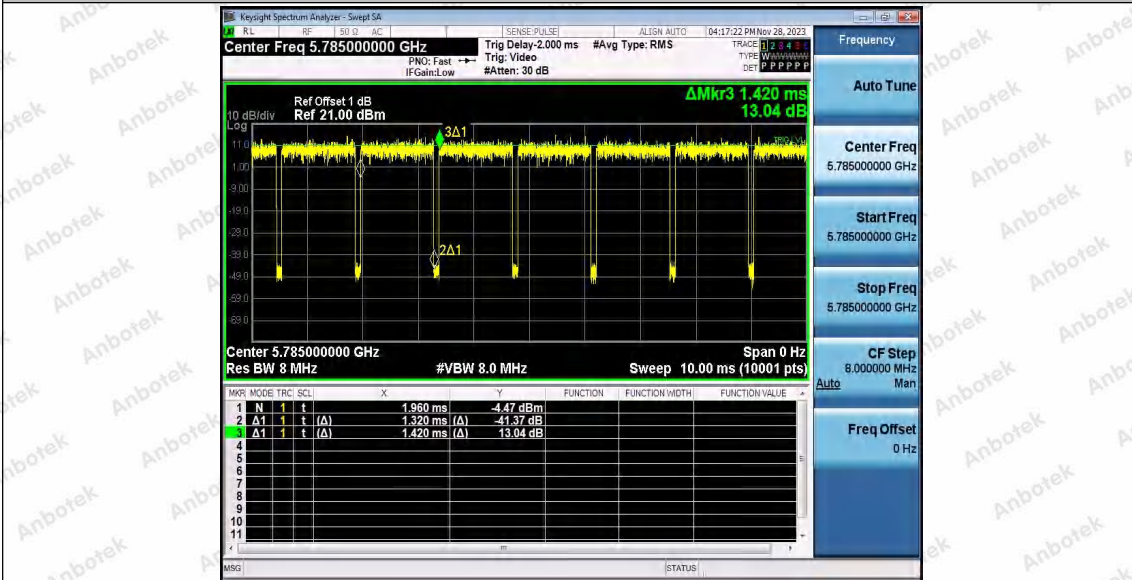 Keysight Spectrum Analyzer - Swept SA
RL RF 50 Ω AC SENSE:PULSE ALIGN AUTO 04:17:22 PM Nov 28, 2023
Center Freq 5.785000000 GHz
PNO: Fast
IFGain:Low
Trig Delay-2.000 ms
Trig: Video
#Atten: 30 dB
#Avg Type: RMS
TRACE 1 2 3 4 5 6
TYPE WWWWWW
DET P P P P P P
Ref Offset 1 dB
10 dB/div Ref 21.00 dBm
Log
ΔMkr3 1.420 ms
13.04 dB
11.0
1.00
-9.00
-19.0
-29.0
-39.0
-49.0
-59.0
-69.0
3Δ1
2Δ1
TRIG LVL
Center 5.785000000 GHz Span 0 Hz
Res BW 8 MHz #VBW 8.0 MHz Sweep 10.00 ms (10001 pts)
MKR MODE TRC SCL X Y FUNCTION FUNCTION WIDTH FUNCTION VALUE
1 N 1 t 1.960 ms -4.47 dBm
2 Δ1 1 t (Δ) 1.320 ms (Δ) -41.37 dB
3 Δ1 1 t (Δ) 1.420 ms (Δ) 13.04 dB
4
5
6
7
8
9
10
11
MSG STATUS
Frequency
Auto Tune
Center Freq
5.785000000 GHz
Start Freq
5.785000000 GHz
Stop Freq
5.785000000 GHz
CF Step
8.000000 MHz
Auto Man
Freq Offset
0 Hz
Anbotek